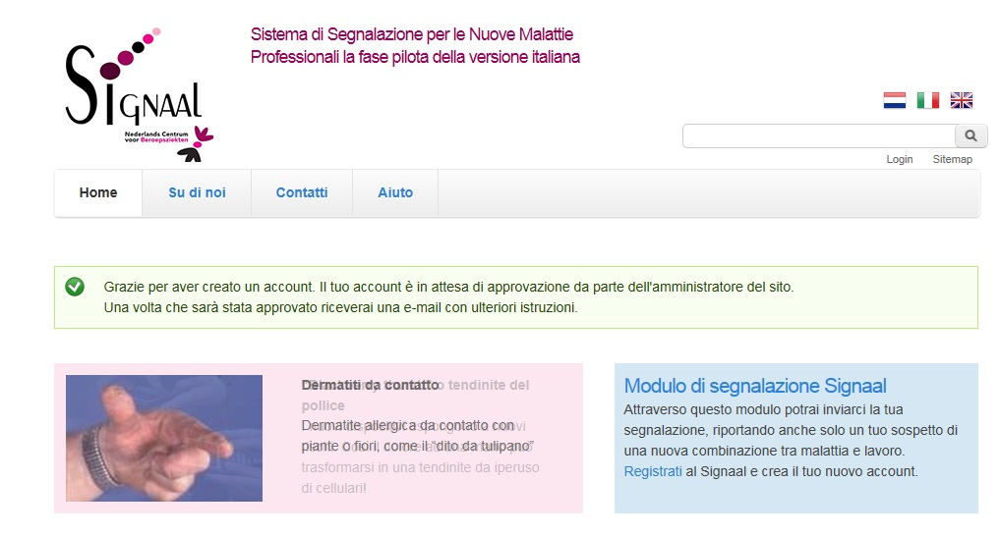 Sistema di Segnalazione per le Nuove Malattie
Professionali la fase pilota della versione italiana
SIGNAAL
Nederlands Centrum
voor Beroepsziekten
Login Sitemap
Home Su di noi Contatti Aiuto
Grazie per aver creato un account. Il tuo account è in attesa di approvazione da parte dell'amministratore del sito.
Una volta che sarà stata approvato riceverai una e-mail con ulteriori istruzioni.
Dermatiti da contatto
o tendinite del
pollice
Dermatite allergica da contatto con
piante o fiori, come il "dito da tulipano"
trasformarsi in una tendinite da iperuso
di cellulari!
Modulo di segnalazione Signaal
Attraverso questo modulo potrai inviarci la tua
segnalazione, riportando anche solo un tuo sospetto di
una nuova combinazione tra malattia e lavoro.
Registrati al Signaal e crea il tuo nuovo account.